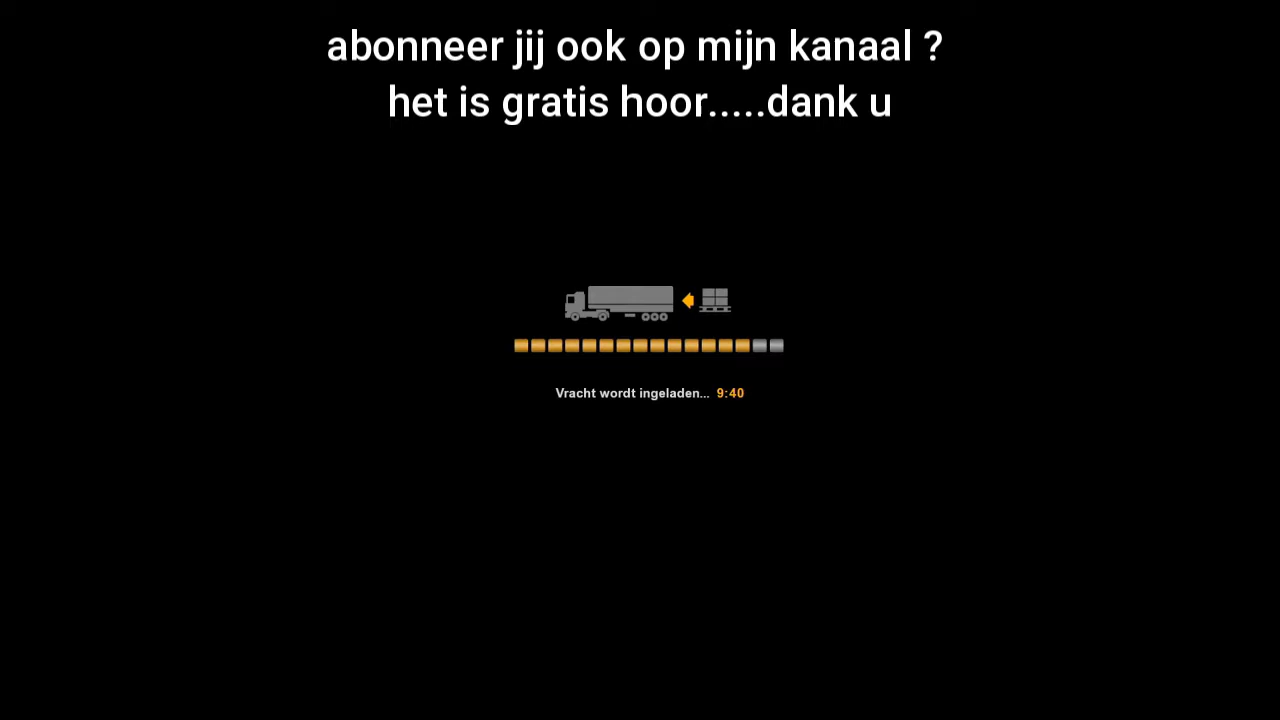 abonneer jij ook op mijn kanaal ?
het is gratis hoor.....dank u
Vracht wordt ingeladen... 9:40